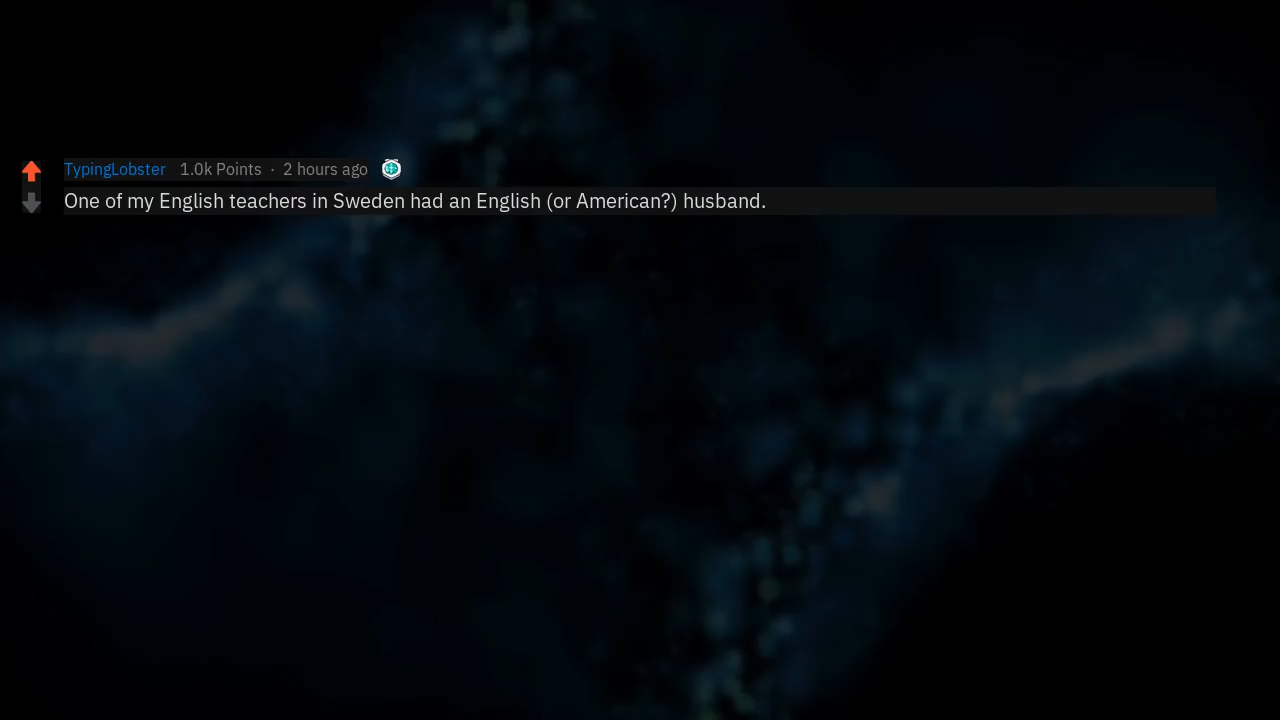 TypingLobster 1.0k Points · 2 hours ago
One of my English teachers in Sweden had an English (or American?) husband.